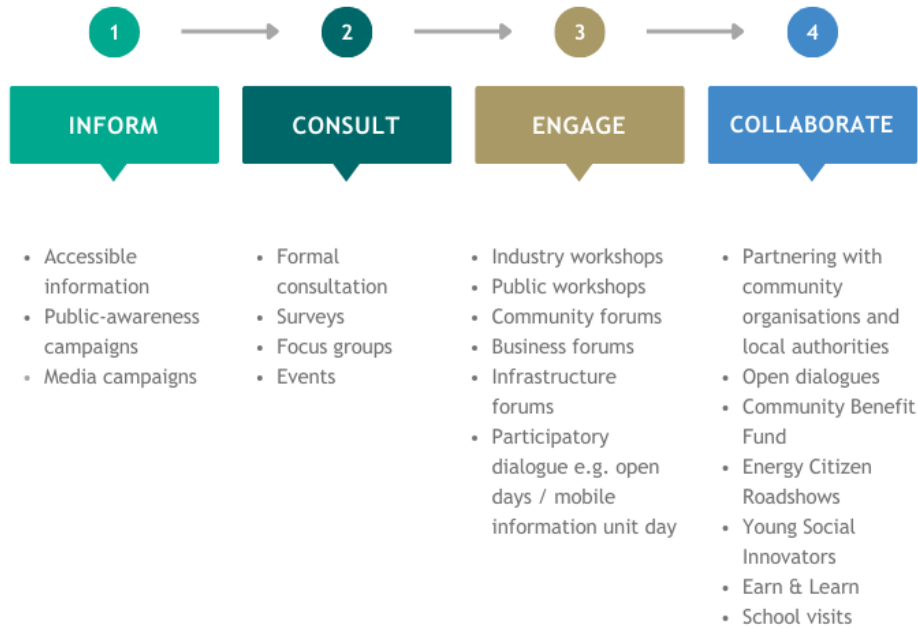 1
2
3
4
INFORM
CONSULT
ENGAGE
COLLABORATE
• Accessible
information
• Public-awareness
campaigns
• Media campaigns
• Formal
consultation
• Surveys
• Focus groups
• Events
• Industry workshops
• Public workshops
• Community forums
• Business forums
• Infrastructure
forums
• Participatory
dialogue e.g. open
days / mobile
information unit day
• Partnering with
community
organisations and
local authorities
• Open dialogues
• Community Benefit
Fund
• Energy Citizen
Roadshows
• Young Social
Innovators
• Earn & Learn
• School visits